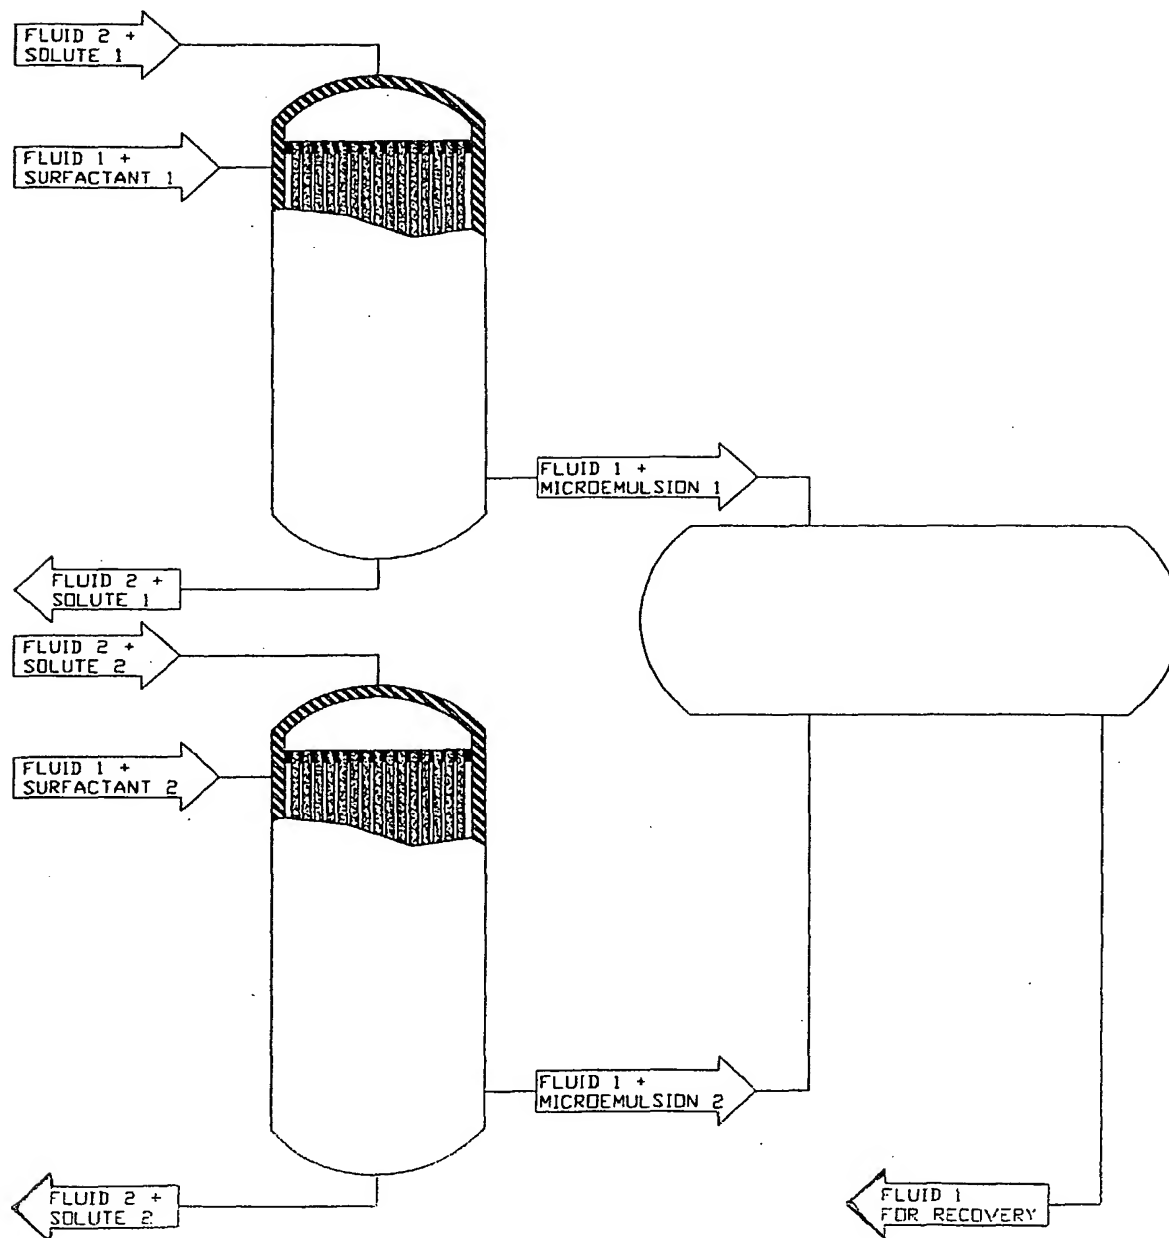 FLUID 2 +
SOLUTE 1
FLUID 1 +
SURFACTANT 1
FLUID 1 +
MICROEMULSION 1
FLUID 2 +
SOLUTE 1
FLUID 2 +
SOLUTE 2
FLUID 1 +
SURFACTANT 2
FLUID 1 +
MICROEMULSION 2
FLUID 2 +
SOLUTE 2
FLUID 1
FOR RECOVERY